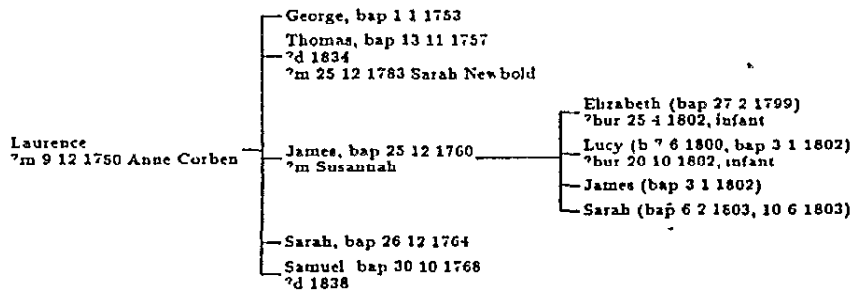 George, bap 1 1 1753
Thomas, bap 13 11 1757
?d 1834
?m 25 12 1783 Sarah Newbold
Laurence
?m 9 12 1750 Anne Corben
James, bap 25 12 1760
?m Susannah
Elizabeth (bap 27 2 1799)
?bur 25 4 1802, infant
Lucy (b 7 6 1800, bap 3 1 1802)
?bur 20 10 1802, infant
James (bap 3 1 1802)
Sarah (bap 6 2 1803, 10 6 1803)
Sarah, bap 26 12 1764
Samuel bap 30 10 1768
?d 1838